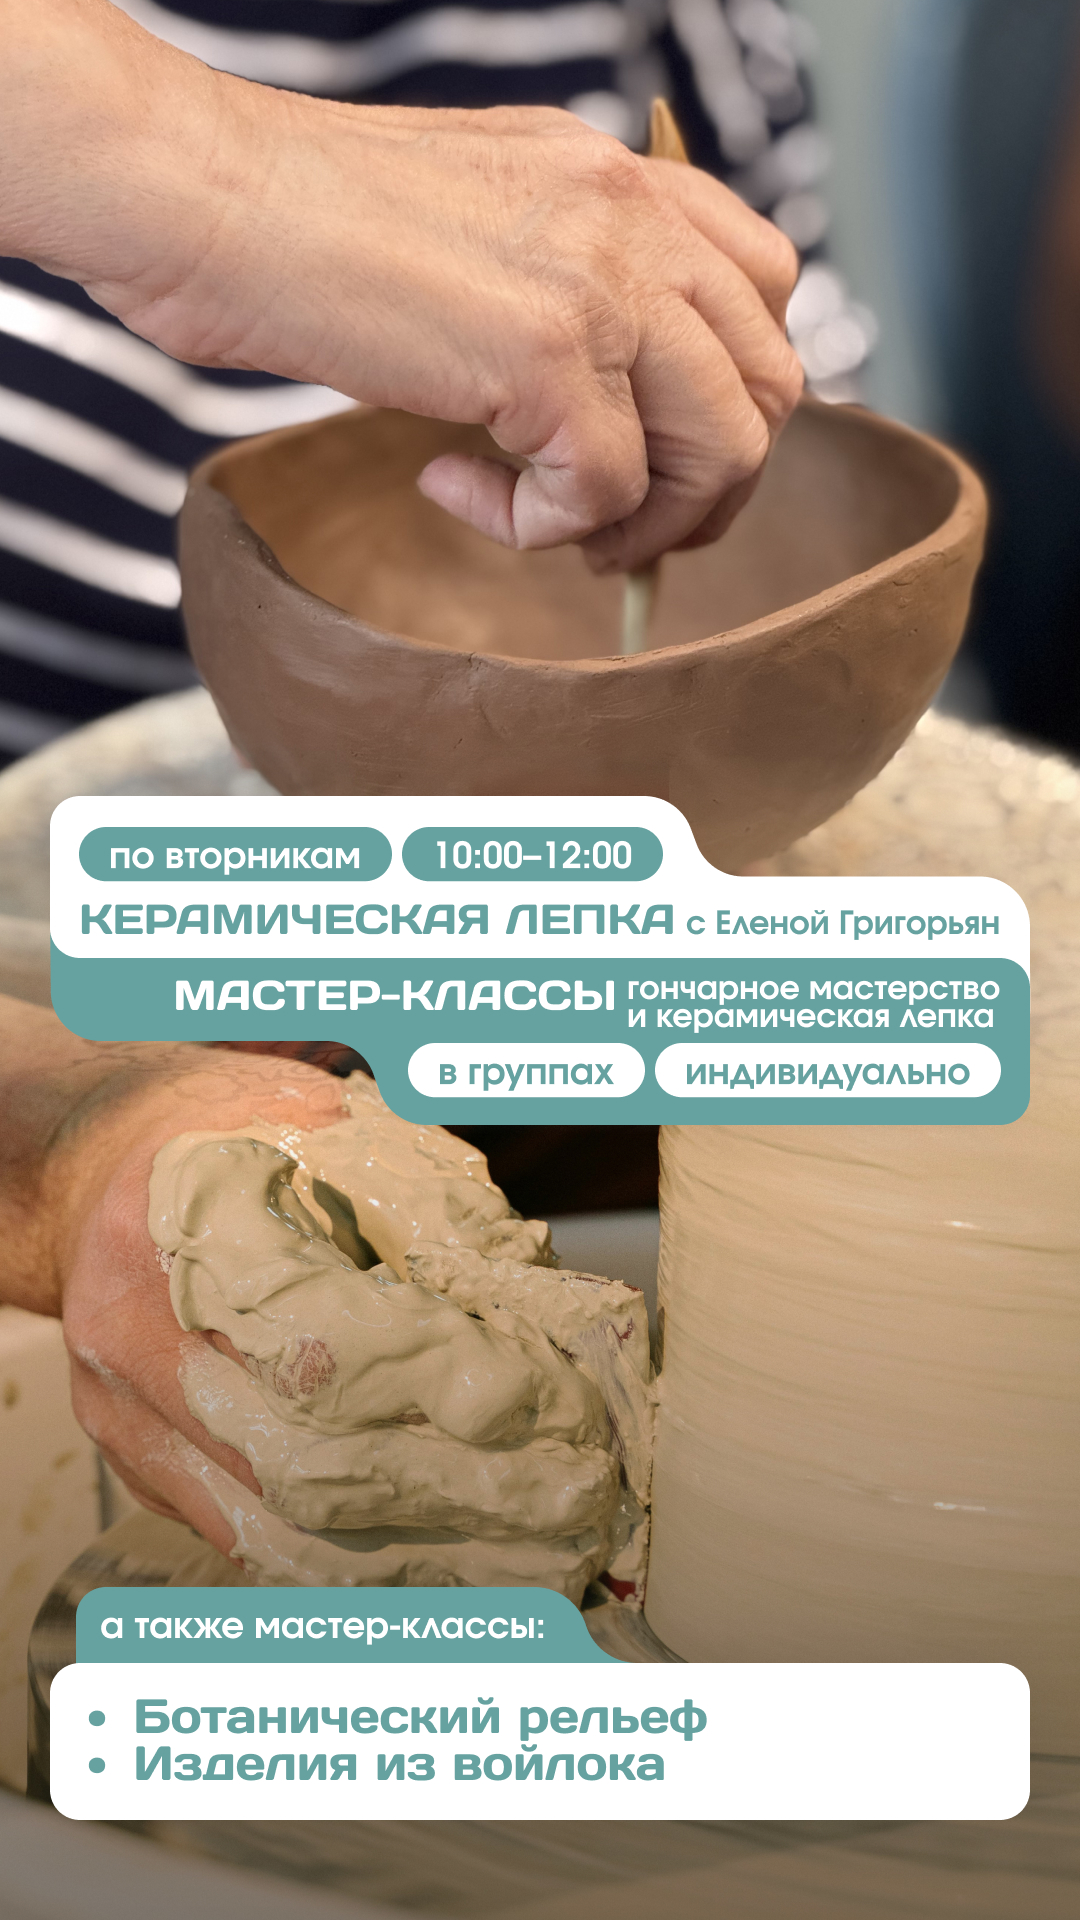 по вторникам 10:00–12:00
КЕРАМИЧЕСКАЯ ЛЕПКА с Еленой Григорьян
МАСТЕР-КЛАССЫ гончарное мастерство
и керамическая лепка
в группах индивидуально
а также мастер-классы:
• Ботанический рельеф
• Изделия из войлока